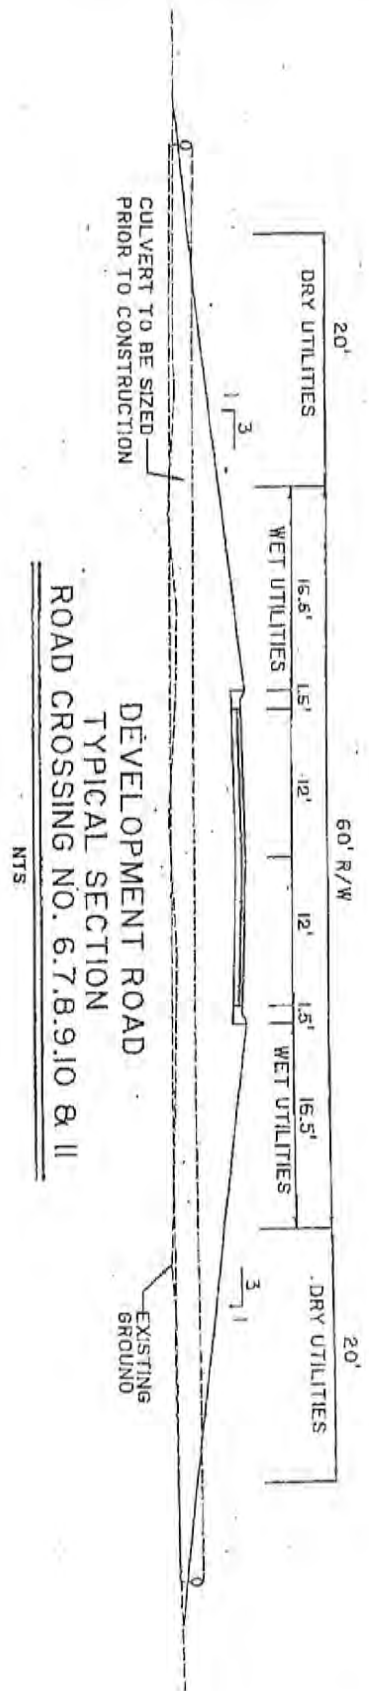 60' R/W
20'
16.5'
1.5'
12'
12'
1.5'
16.5'
20'
DRY UTILITIES
WET UTILITIES
WET UTILITIES
DRY UTILITIES
3
1
3
1
CULVERT TO BE SIZED
PRIOR TO CONSTRUCTION
EXISTING
GROUND
DEVELOPMENT ROAD
TYPICAL SECTION
ROAD CROSSING NO. 6.7.8.9.10 & 11
NTS